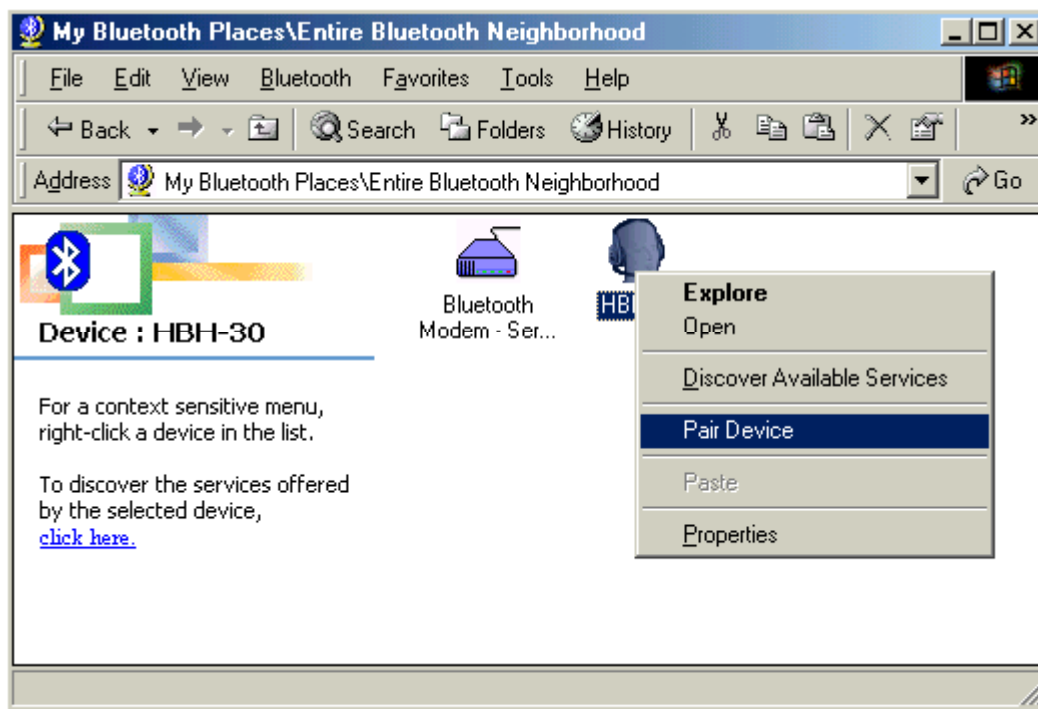 My Bluetooth Places\Entire Bluetooth Neighborhood
File Edit View Bluetooth Favorites Tools Help
Back Search Folders History »
Address My Bluetooth Places\Entire Bluetooth Neighborhood Go
Device : HBH-30
For a context sensitive menu,
right-click a device in the list.
To discover the services offered
by the selected device,
click here.
Bluetooth
Modem - Ser...
HB
Explore
Open
Discover Available Services
Pair Device
Paste
Properties